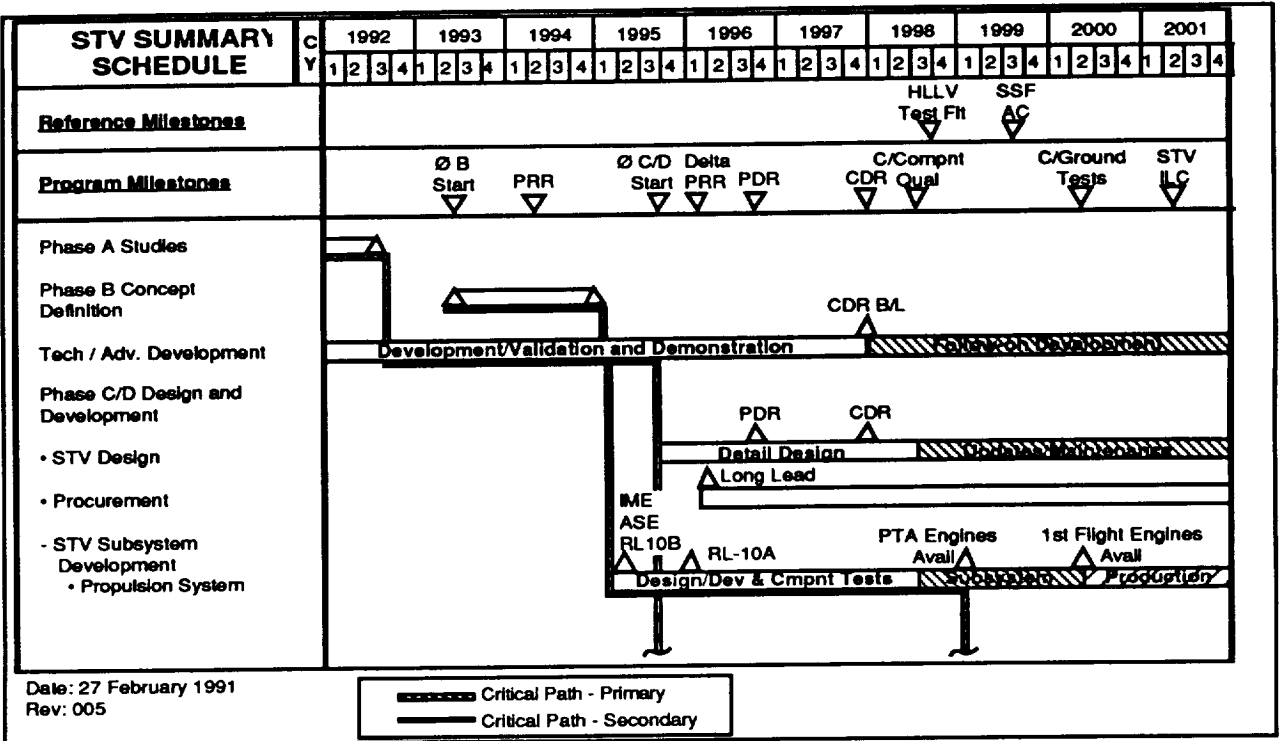 STV SUMMARY
SCHEDULE
C
Y
1992 1993 1994 1995 1996 1997 1998 1999 2000 2001
1 2 3 4 1 2 3 4 1 2 3 4 1 2 3 4 1 2 3 4 1 2 3 4 1 2 3 4 1 2 3 4 1 2 3 4 1 2 3 4
Reference Milestones
HLLV
Test Flt
SSF
AC
Program Milestones
Ø B
Start
PRR
Ø C/D
Start
Delta
PRR
PDR
CDR
C/Compnt
Qual
C/Ground
Tests
STV
ILC
Phase A Studies
Phase B Concept
Definition
CDR B/L
Tech / Adv. Development
Development/Validation and Demonstration
Follow-on Development
Phase C/D Design and
Development
PDR
CDR
• STV Design
Detail Design
Updates/Maintenance
Long Lead
• Procurement
IME
ASE
RL10B
RL-10A
PTA Engines
Avail
1st Flight Engines
Avail
- STV Subsystem
Development
• Propulsion System
Design/Dev & Cmpnt Tests
Subsystem
Production
Date: 27 February 1991
Rev: 005
Critical Path - Primary
Critical Path - Secondary